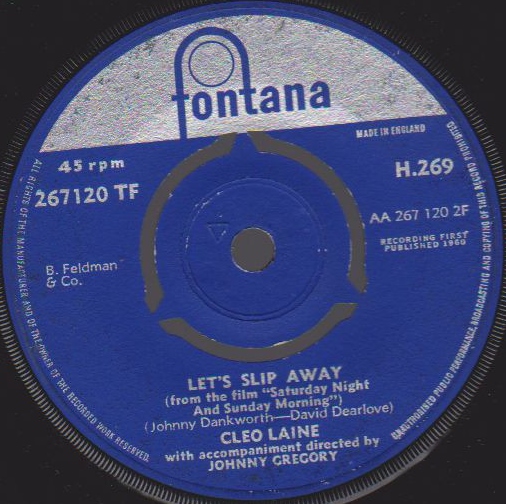 fontana
MADE IN ENGLAND
45 rpm
H.269
267120 TF
AA 267 120 2F
RECORDING FIRST
PUBLISHED 1960
B. Feldman
& Co.
LET'S SLIP AWAY
(from the film "Saturday Night
And Sunday Morning")
(Johnny Dankworth—David Dearlove)
CLEO LAINE
with accompaniment directed by
JOHNNY GREGORY
ALL RIGHTS OF THE MANUFACTURER AND OF THE OWNER OF THE RECORDED WORK RESERVED.
UNAUTHORISED PUBLIC PERFORMANCE, BROADCASTING AND COPYING OF THIS RECORD PROHIBITED